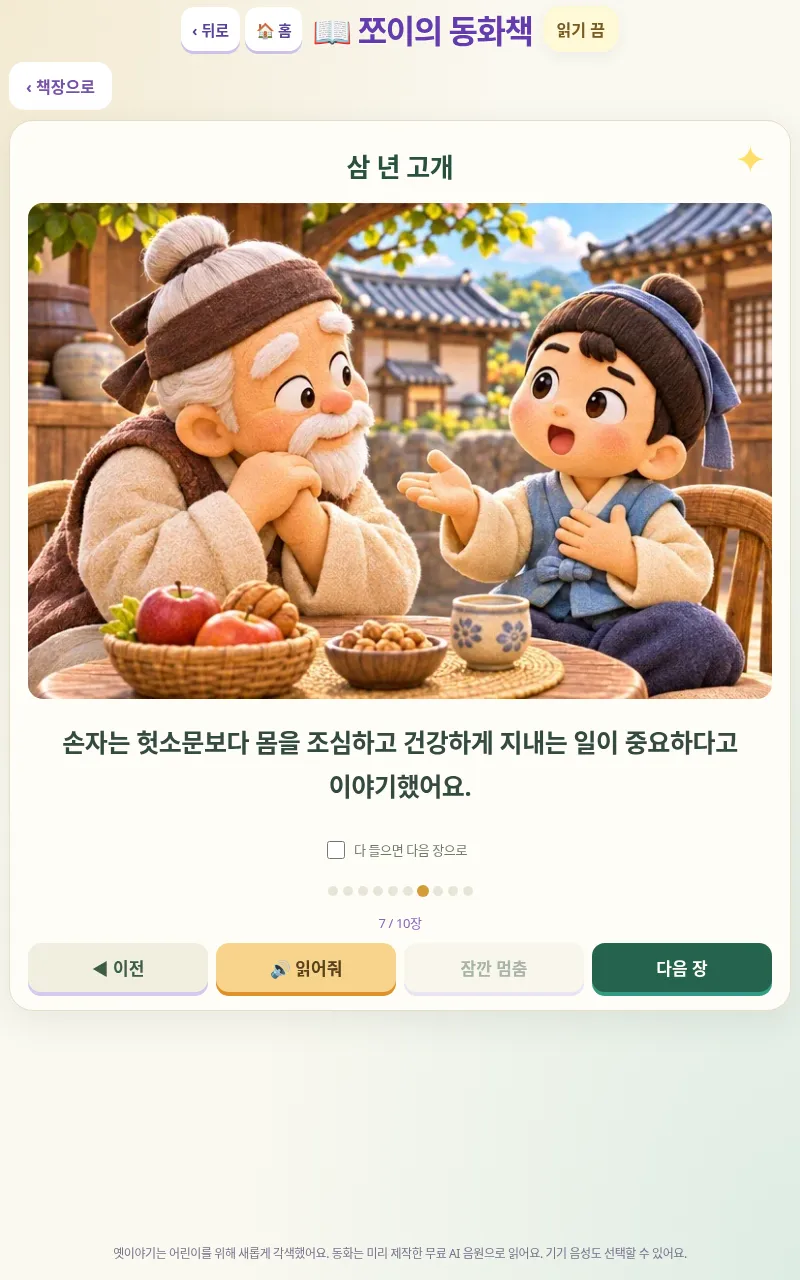 ‹ 뒤로
🏠 홈
📖 쪼이의 동화책
읽기 끝
‹ 책장으로
삼 년 고개
손자는 헛소문보다 몸을 조심하고 건강하게 지내는 일이 중요하다고
이야기했어요.
다 들으면 다음 장으로
7 / 10장
◀ 이전
🔊 읽어줘
잠깐 멈춤
다음 장
옛이야기는 어린이를 위해 새롭게 각색했어요. 동화는 미리 제작한 무료 AI 음원으로 읽어요. 기기 음성도 선택할 수 있어요.